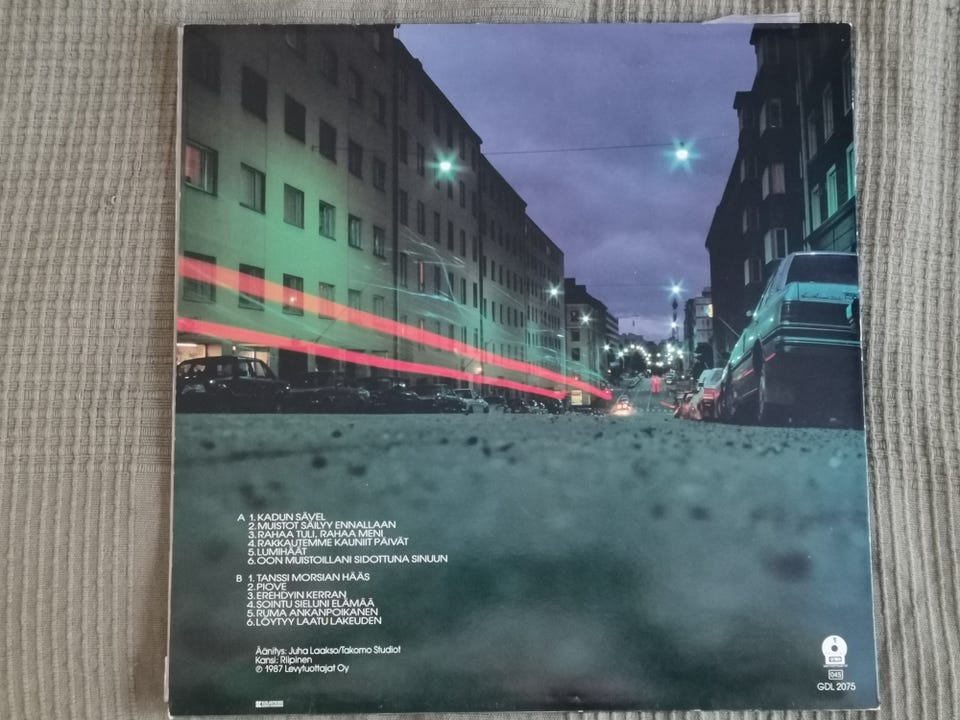 A 1. KADUN SÄVEL
2. MUISTOT SÄILYY ENNALLAAN
3. RAHAA TULI, RAHAA MENI
4. RAKKAUTEMME KAUNIIT PÄIVÄT
5. LUMIHÄÄT
6. OON MUISTOILLANI SIDOTTUNA SINUUN
B 1. TANSSI MORSIAN HÄÄS
2. PIOVE
3. EREHDYIN KERRAN
4. SOINTU SIELUNI ELÄMÄÄ
5. RUMA ANKANPOIKANEN
6. LÖYTYY LAATU LAKEUDEN
Äänitys: Juha Laakso/Takomo Studiot
Kansi: Riipinen
℗ 1987 Levytuottajat Oy
045
GDL 2075